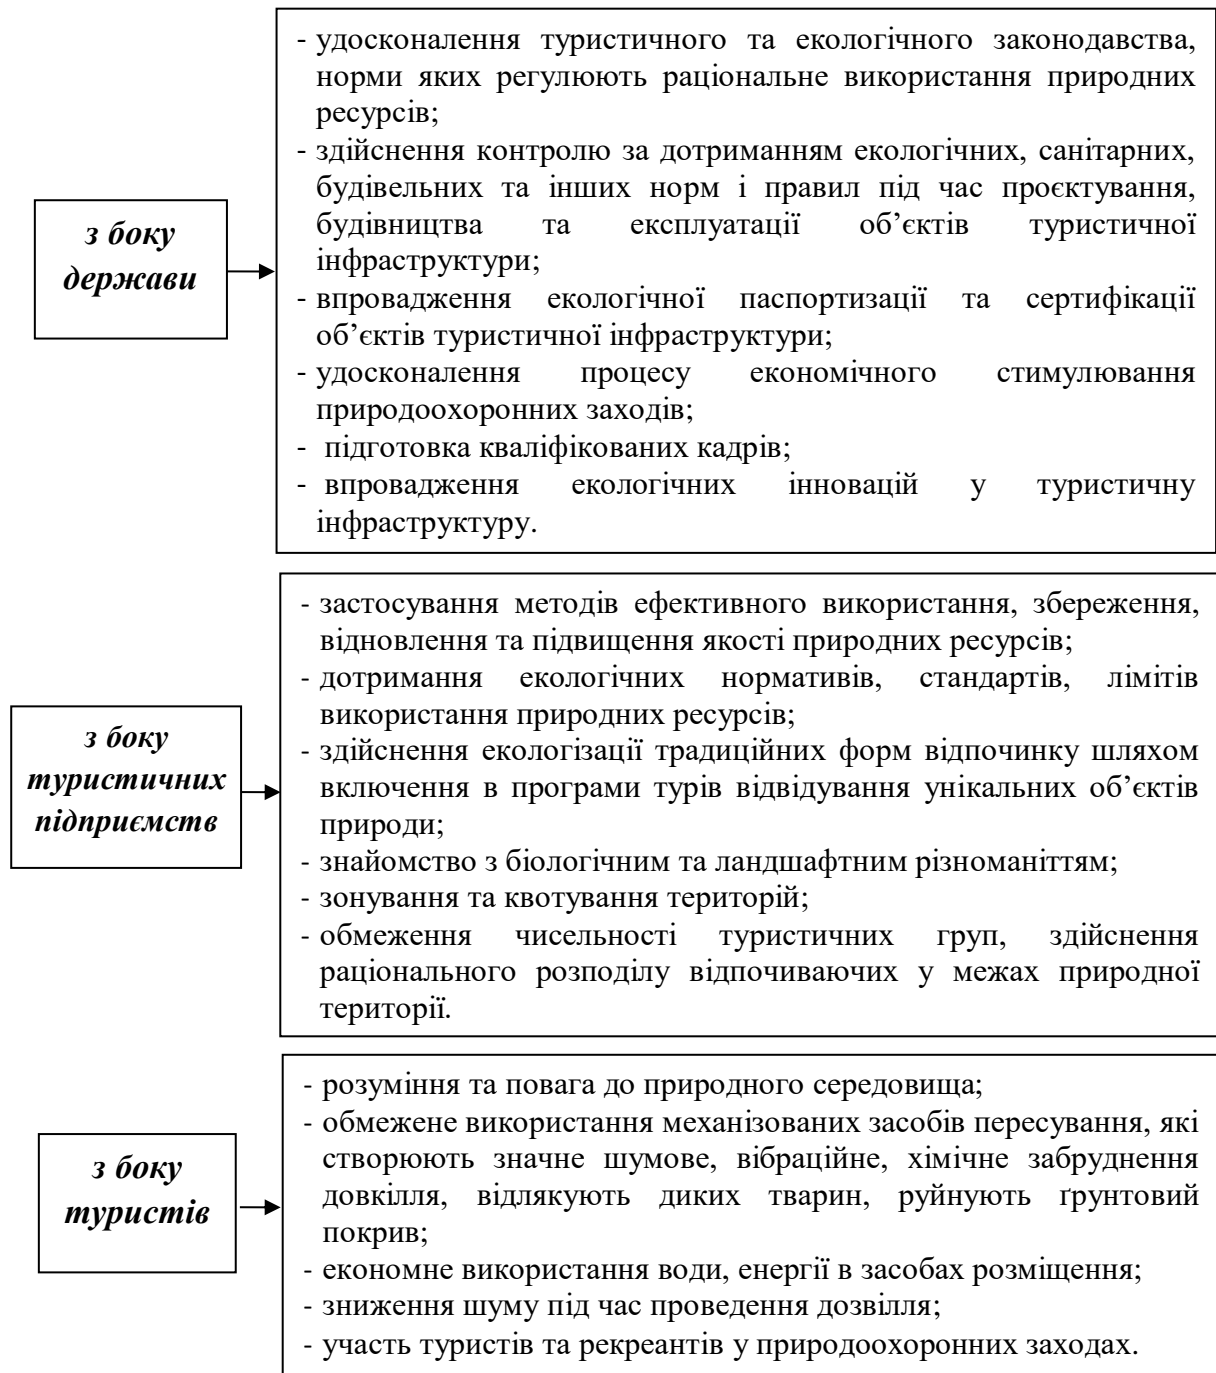 з боку
держави
- удосконалення туристичного та екологічного законодавства,
норми яких регулюють раціональне використання природних
ресурсів;
- здійснення контролю за дотриманням екологічних, санітарних,
будівельних та інших норм і правил під час проєктування,
будівництва та експлуатації об’єктів туристичної
інфраструктури;
- впровадження екологічної паспортизації та сертифікації
об’єктів туристичної інфраструктури;
- удосконалення процесу економічного стимулювання
природоохоронних заходів;
- підготовка кваліфікованих кадрів;
- впровадження екологічних інновацій у туристичну
інфраструктуру.
з боку
туристичних
підприємств
- застосування методів ефективного використання, збереження,
відновлення та підвищення якості природних ресурсів;
- дотримання екологічних нормативів, стандартів, лімітів
використання природних ресурсів;
- здійснення екологізації традиційних форм відпочинку шляхом
включення в програми турів відвідування унікальних об’єктів
природи;
- знайомство з біологічним та ландшафтним різноманіттям;
- зонування та квотування територій;
- обмеження чисельності туристичних груп, здійснення
раціонального розподілу відпочиваючих у межах природної
території.
з боку
туристів
- розуміння та повага до природного середовища;
- обмежене використання механізованих засобів пересування, які
створюють значне шумове, вібраційне, хімічне забруднення
довкілля, відлякують диких тварин, руйнують ґрунтовий
покрив;
- економне використання води, енергії в засобах розміщення;
- зниження шуму під час проведення дозвілля;
- участь туристів та рекреантів у природоохоронних заходах.